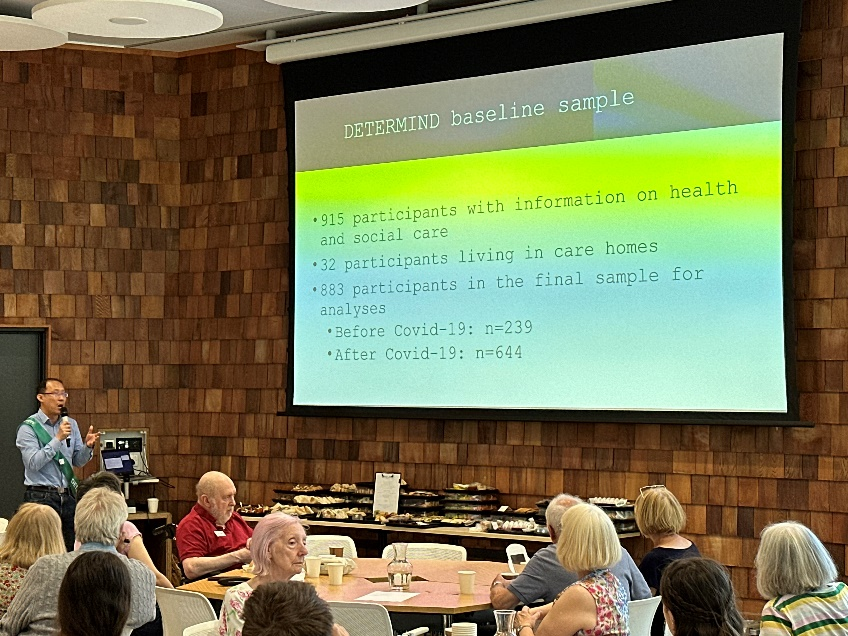 DETERMIND baseline sample
•915 participants with information on health
and social care
•32 participants living in care homes
•883 participants in the final sample for
analyses
•Before Covid-19: n=239
•After Covid-19: n=644